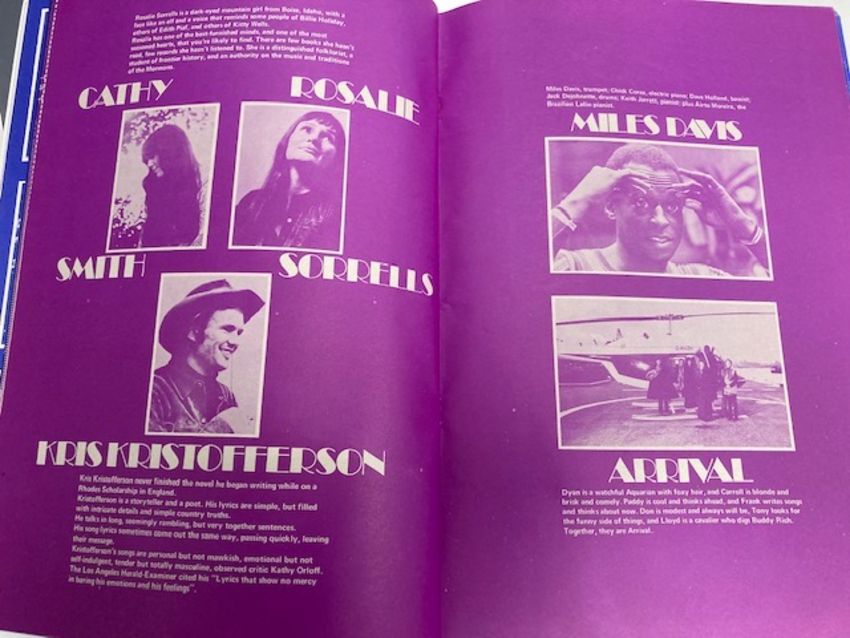 Rosalie Sorrells is a dark-eyed mountain girl from Boise, Idaho, with a
face like an elf and a voice that reminds some people of Billie Holiday,
others of Edith Piaf, and others of Kitty Wells.
Rosalie has one of the best-furnished minds, and one of the most
seasoned hearts, that you're likely to find. There are few books she hasn't
read, few records she hasn't listened to. She is a distinguished folklorist, a
student of frontier history, and an authority on the music and traditions
of the Mormons.
CATHY
SMITH
ROSALIE
SORRELLS
KRIS KRISTOFFERSON
Kris Kristofferson never finished the novel he began writing while on a
Rhodes Scholarship in England.
Kristofferson is a storyteller and a poet. His lyrics are simple, but filled
with intricate details and simple country truths.
He talks in long, seemingly rambling, but very together sentences.
His song lyrics sometimes come out the same way, passing quickly, leaving
their message.
Kristofferson's songs are personal but not mawkish, emotional but not
self-indulgent, tender but totally masculine, observed critic Kathy Orloff.
The Los Angeles Herald-Examiner cited his "Lyrics that show no mercy
in baring his emotions and his feelings".
Miles Davis, trumpet; Chick Corea, electric piano; Dave Holland, bassist;
Jack Dejohnette, drums; Keith Jarrett, pianist; plus Airto Moreira, the
Brazilian Latin pianist.
MILES DAVIS
ARRIVAL
Dyan is a watchful Aquarian with foxy hair, and Carroll is blonde and
brisk and comedy. Paddy is cool and thinks ahead, and Frank writes songs
and thinks about now. Don is modest and always will be, Tony looks for
the funny side of things, and Lloyd is a cavalier who digs Buddy Rich.
Together, they are Arrival.